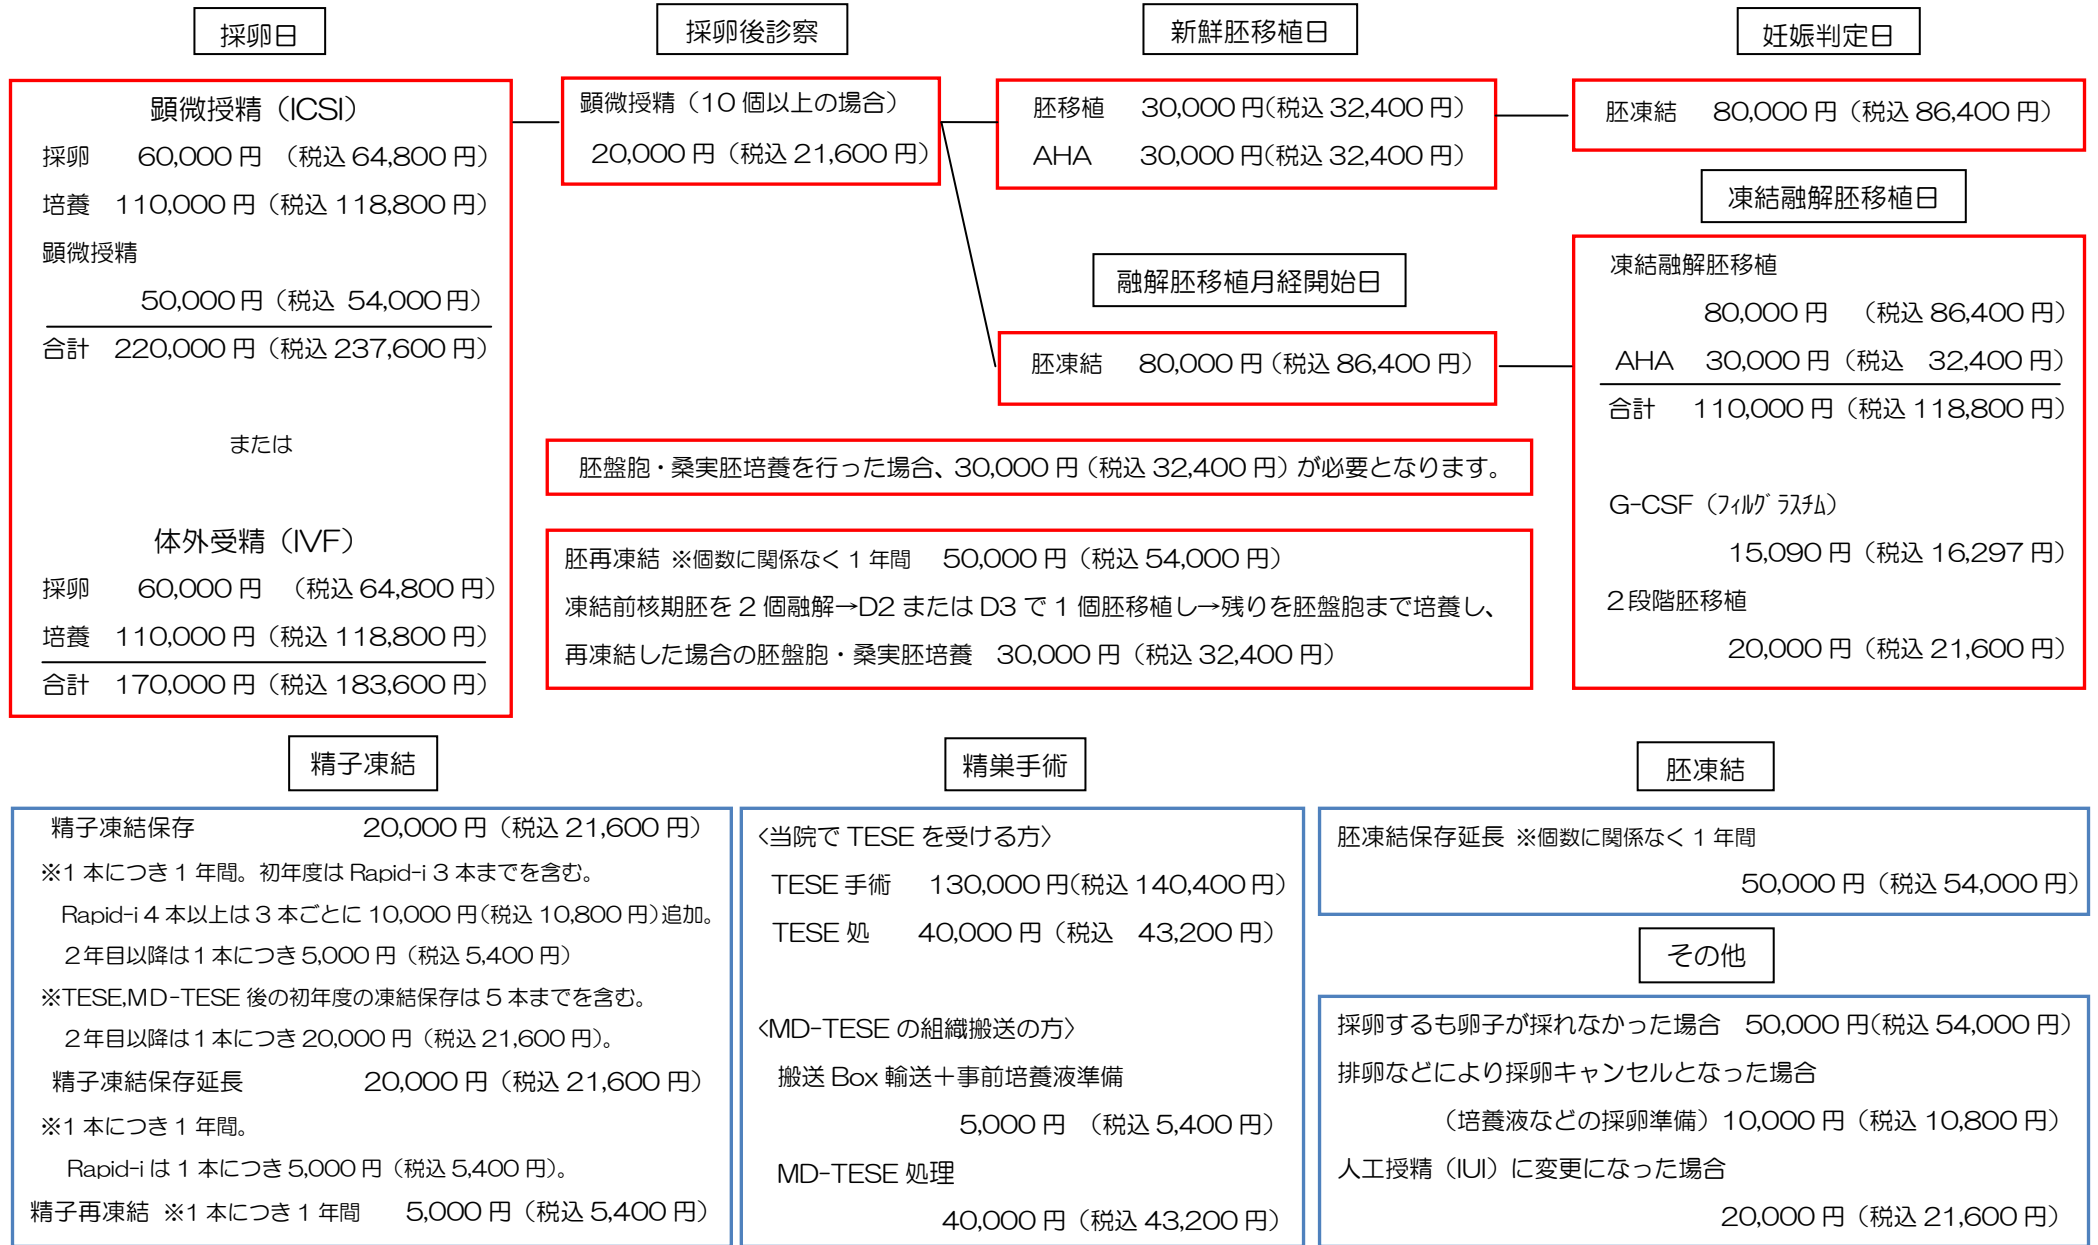 採卵日
顕微授精（ICSI）
採卵　60,000 円　（税込 64,800 円）
培養　110,000 円（税込 118,800 円）
顕微授精
50,000 円（税込 54,000 円）
合計　220,000 円（税込 237,600 円）
または
体外受精（IVF）
採卵　60,000 円　（税込 64,800 円）
培養　110,000 円（税込 118,800 円）
合計　170,000 円（税込 183,600 円）
採卵後診察
顕微授精（10 個以上の場合）
20,000 円（税込 21,600 円）
新鮮胚移植日
胚移植　30,000 円（税込 32,400 円）
AHA　30,000 円（税込 32,400 円）
妊娠判定日
胚凍結　80,000 円（税込 86,400 円）
融解胚移植月経開始日
胚凍結　80,000 円（税込 86,400 円）
凍結融解胚移植日
凍結融解胚移植
80,000 円　（税込 86,400 円）
AHA　30,000 円（税込　32,400 円）
合計　110,000 円（税込 118,800 円）
G-CSF（ﾌｨﾙｸﾞﾗｽﾁﾑ）
15,090 円（税込 16,297 円）
２段階胚移植
20,000 円（税込 21,600 円）
胚盤胞・桑実胚培養を行った場合、30,000 円（税込 32,400 円）が必要となります。
胚再凍結 ※個数に関係なく 1 年間　50,000 円（税込 54,000 円）
凍結前核期胚を 2 個融解→D2 または D3 で 1 個胚移植し→残りを胚盤胞まで培養し、
再凍結した場合の胚盤胞・桑実胚培養　30,000 円（税込 32,400 円）
精子凍結
精子凍結保存　20,000 円（税込 21,600 円）
※1 本につき 1 年間。初年度は Rapid-i 3 本までを含む。
Rapid-i 4 本以上は 3 本ごとに 10,000 円（税込 10,800 円）追加。
２年目以降は 1 本につき 5,000 円（税込 5,400 円）
※TESE,MD-TESE 後の初年度の凍結保存は 5 本までを含む。
２年目以降は 1 本につき 20,000 円（税込 21,600 円）。
精子凍結保存延長　20,000 円（税込 21,600 円）
※1 本につき 1 年間。
Rapid-i は 1 本につき 5,000 円（税込 5,400 円）。
精子再凍結 ※1 本につき 1 年間　5,000 円（税込 5,400 円）
精巣手術
〈当院で TESE を受ける方〉
TESE 手術　130,000 円（税込 140,400 円）
TESE 処　40,000 円（税込　43,200 円）
〈MD-TESE の組織搬送の方〉
搬送 Box 輸送＋事前培養液準備
5,000 円　（税込 5,400 円）
MD-TESE 処理
40,000 円（税込 43,200 円）
胚凍結
胚凍結保存延長 ※個数に関係なく 1 年間
50,000 円（税込 54,000 円）
その他
採卵するも卵子が採れなかった場合　50,000 円（税込 54,000 円）
排卵などにより採卵キャンセルとなった場合
（培養液などの採卵準備）10,000 円（税込 10,800 円）
人工授精（IUI）に変更になった場合
20,000 円（税込 21,600 円）